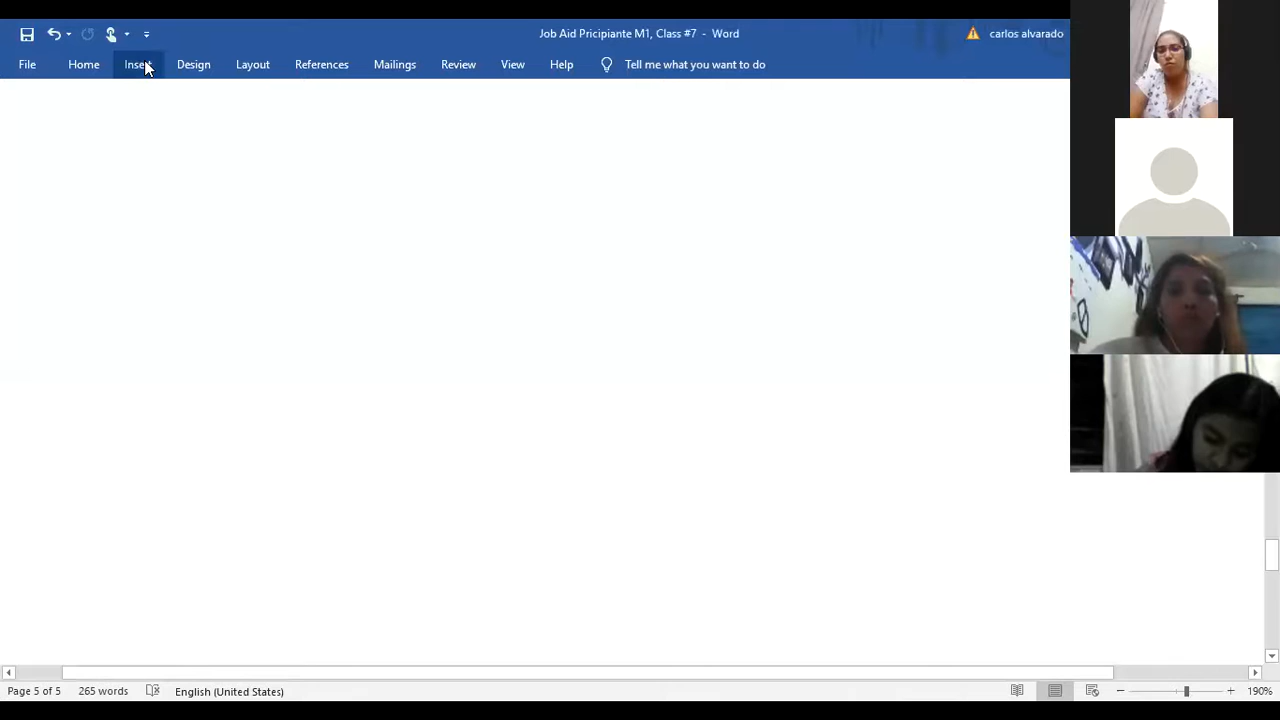 Job Aid Pricipiante M1, Class #7 - Word
carlos alvarado
File Home Insert Design Layout References Mailings Review View Help Tell me what you want to do
Page 5 of 5 265 words English (United States) 190%